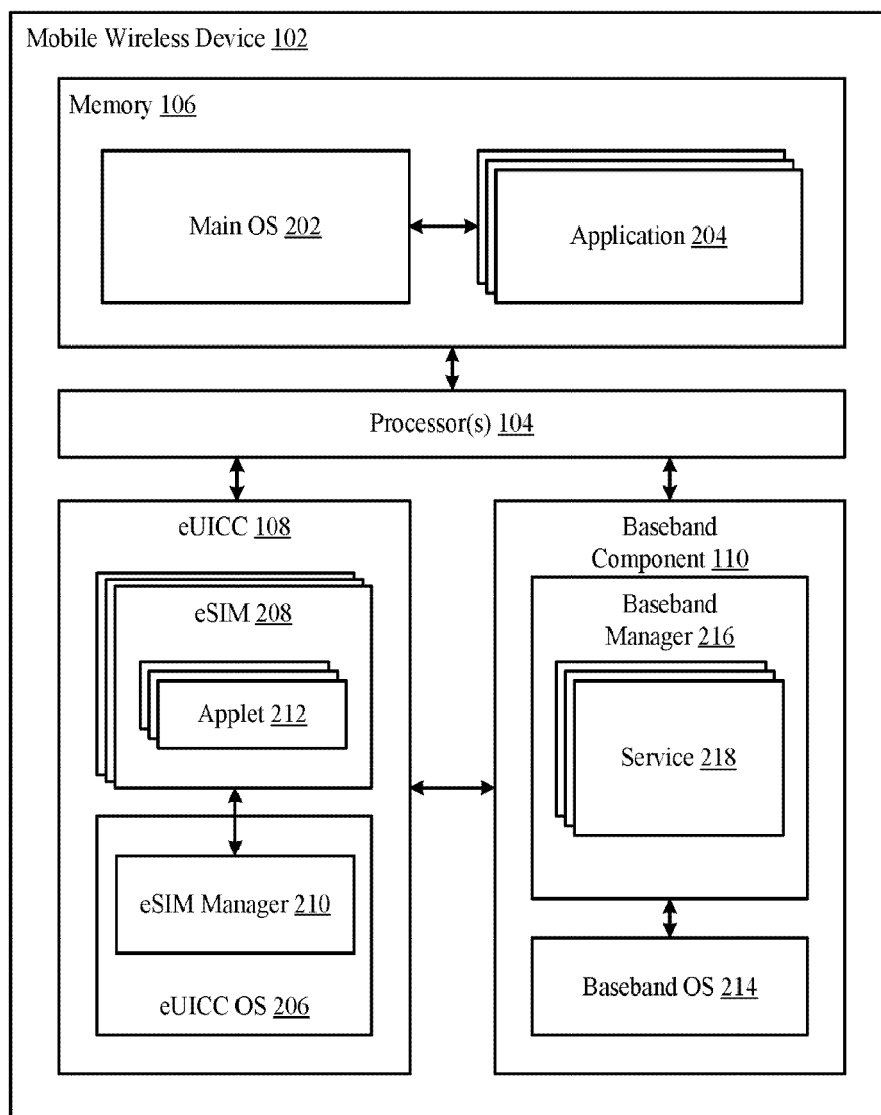 Mobile Wireless Device 102
Memory 106
Main OS 202
Application 204
Processor(s) 104
eUICC 108
eSIM 208
Applet 212
eSIM Manager 210
eUICC OS 206
Baseband
Component 110
Baseband
Manager 216
Service 218
Baseband OS 214